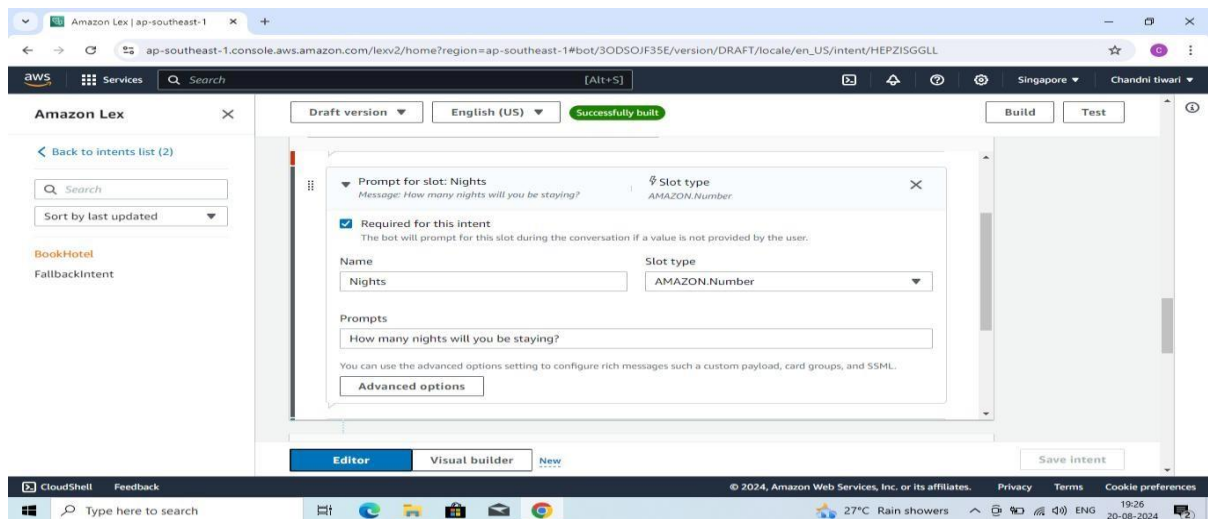 Amazon Lex | ap-southeast-1
ap-southeast-1.console.aws.amazon.com/lexv2/home?region=ap-southeast-1#bot/3ODSOJF35E/version/DRAFT/locale/en_US/intent/HEPZISGGLL
aws Services Search [Alt+S] Singapore Chandni tiwari
Amazon Lex
Draft version English (US) Successfully built Build Test
Back to intents list (2)
Search
Sort by last updated
BookHotel
FallbackIntent
Prompt for slot: Nights
Message: How many nights will you be staying?
Slot type
AMAZON.Number
Required for this intent
The bot will prompt for this slot during the conversation if a value is not provided by the user.
Name Slot type
Nights AMAZON.Number
Prompts
How many nights will you be staying?
You can use the advanced options setting to configure rich messages such a custom payload, card groups, and SSML.
Advanced options
Editor Visual builder New Save intent
CloudShell Feedback © 2024, Amazon Web Services, Inc. or its affiliates. Privacy Terms Cookie preferences
Type here to search 27°C Rain showers ENG 19:26
20-08-2024 2